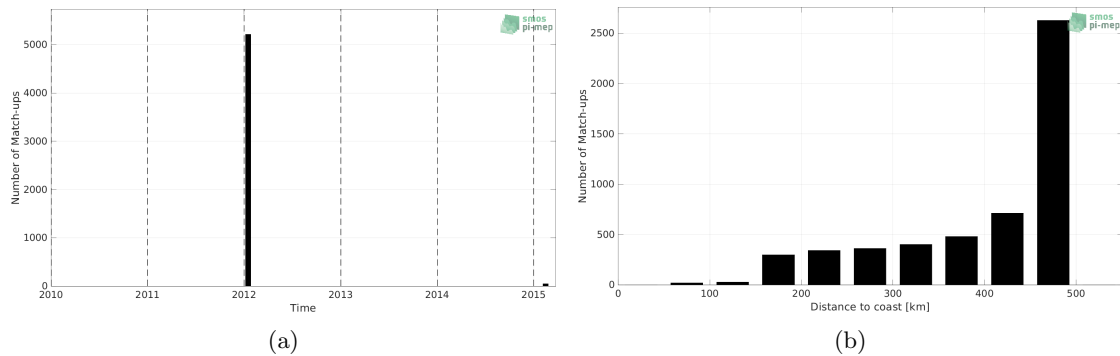 smos
pi-mep
Number of Match-ups
5000
4000
3000
2000
1000
0
2010 2011 2012 2013 2014 2015
Time
(a)
smos
pi-mep
Number of Match-ups
2500
2000
1500
1000
500
0
0 100 200 300 400 500
Distance to coast [km]
(b)